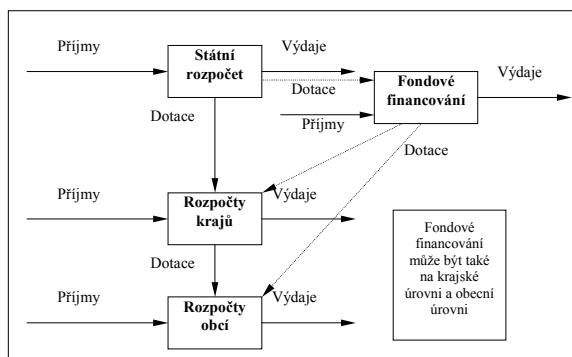 Příjmy
Státní
rozpočet
Výdaje
Dotace
Fondové
financování
Výdaje
Příjmy
Dotace
Dotace
Příjmy
Rozpočty
krajů
Výdaje
Dotace
Fondové
financování
může být také
na krajské
úrovni a obecní
úrovni
Příjmy
Rozpočty
obcí
Výdaje